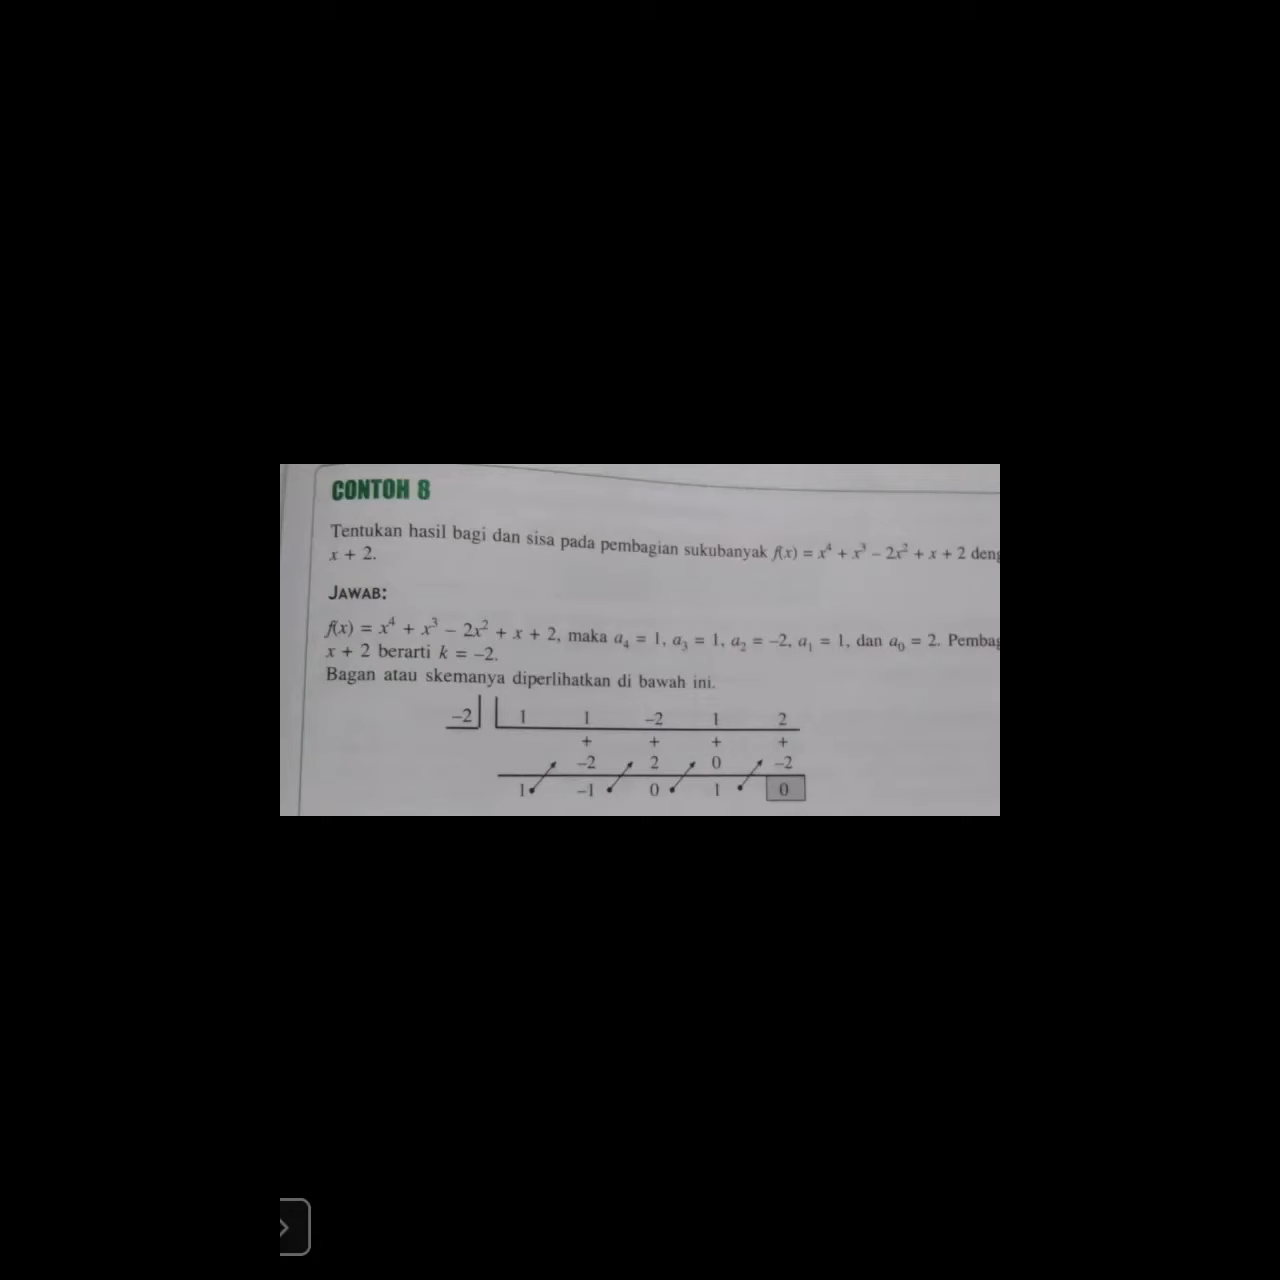 CONTOH 8
Tentukan hasil bagi dan sisa pada pembagian sukubanyak f(x) = x⁴ + x³ – 2x² + x + 2
x + 2.
JAWAB:
f(x) = x⁴ + x³ – 2x² + x + 2, maka a₄ = 1, a₃ = 1, a₂ = –2, a₁ = 1, dan a₀ = 2.
x + 2 berarti k = –2.
Bagan atau skemanya diperlihatkan di bawah ini.
–2 1 1 –2 1 2
+ + + +
–2 2 0 –2
1 –1 0 1 0